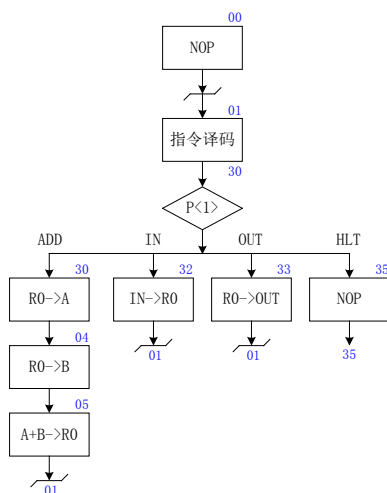 00
NOP
01
指令译码
30
P<1>
ADD IN OUT HLT
30 32 33 35
R0->A IN->R0 R0->OUT NOP
04 01 01 35
R0->B
05
A+B->R0
01